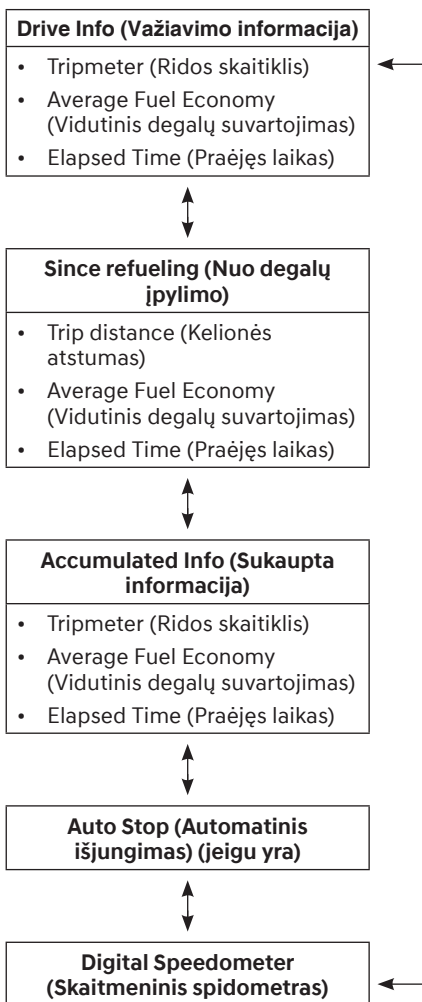 Drive Info (Važiavimo informacija)
• Tripmeter (Ridos skaitiklis)
• Average Fuel Economy
(Vidutinis degalų suvartojimas)
• Elapsed Time (Praėjęs laikas)
Since refueling (Nuo degalų
įpylimo)
• Trip distance (Kelionės
atstumas)
• Average Fuel Economy
(Vidutinis degalų suvartojimas)
• Elapsed Time (Praėjęs laikas)
Accumulated Info (Sukaupta
informacija)
• Tripmeter (Ridos skaitiklis)
• Average Fuel Economy
(Vidutinis degalų suvartojimas)
• Elapsed Time (Praėjęs laikas)
Auto Stop (Automatinis
išjungimas) (jeigu yra)
Digital Speedometer
(Skaitmeninis spidometras)